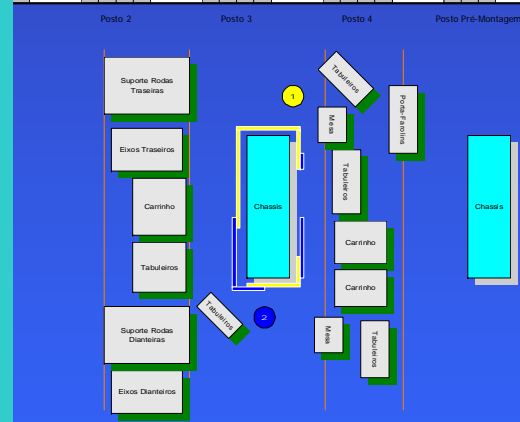 Posto 2
Posto 3
Posto 4
Posto Pré-Montagem
Suporte Rodas
Traseiras
Eixos Traseiros
Carrinho
Tabuleiros
Suporte Rodas
Dianteiras
Eixos Dianteiros
1
Chassis
Tabuleiros
2
Tabuleiros
Mesa
Porta-Farolins
Tabuleiros
Carrinho
Carrinho
Mesa
Tabuleiros
Chassis